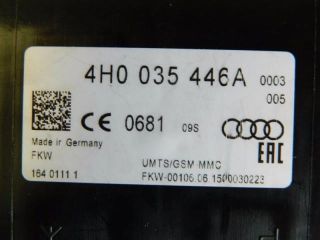 4H0 035 446A 0003
005
CE 0681 09S
EAC
Made in Germany
FKW
UMTS/GSM-MMC
164 0111 1
FKW-00106.06 1500030223